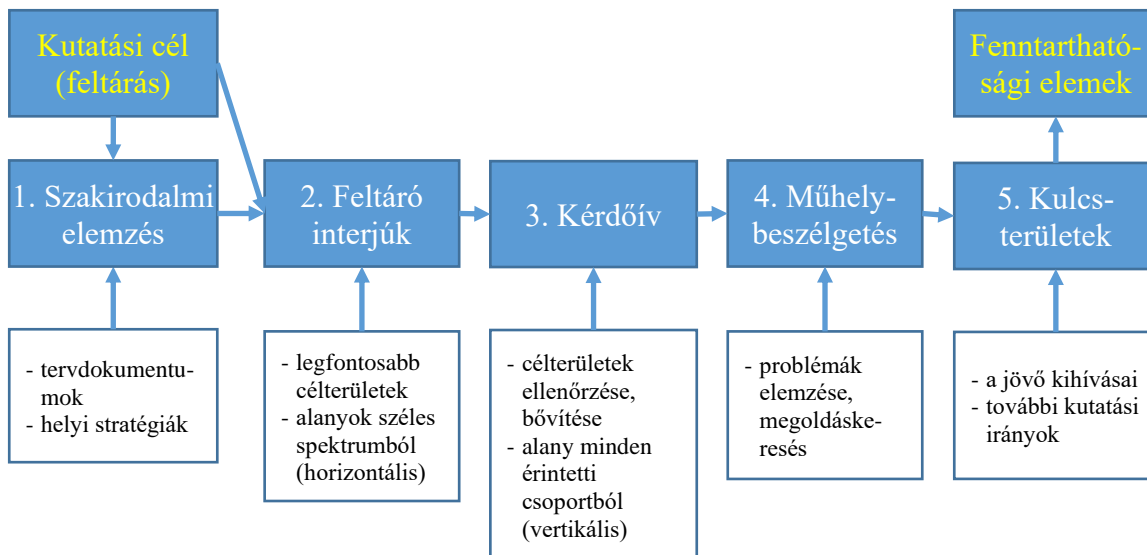 Kutatási cél
(feltárás)
Fenntartható-
sági elemek
1. Szakirodalmi
elemzés
2. Feltáró
interjúk
3. Kérdőív
4. Műhely-
beszélgetés
5. Kulcs-
területek
- tervdokumentu-
mok
- helyi stratégiák
- legfontosabb
célterületek
- alanyok széles
spektrumból
(horizontális)
- célterületek
ellenőrzése,
bővítése
- alany minden
érintetti
csoportból
(vertikális)
- problémák
elemzése,
megoldáske-
resés
- a jövő kihívásai
- további kutatási
irányok